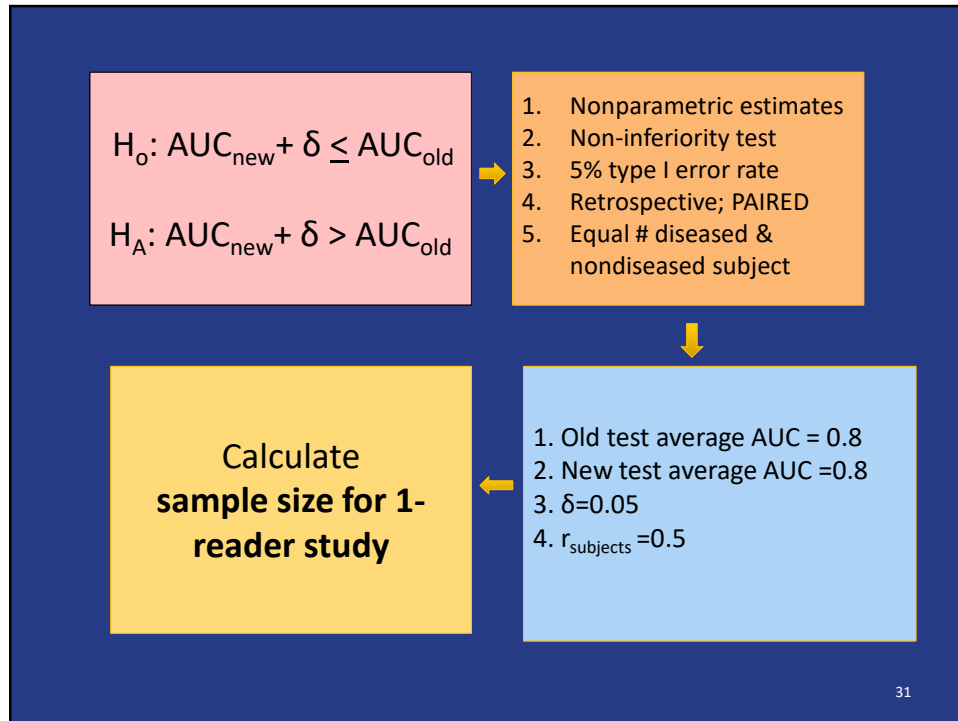 H₀: AUCnew+ δ ≤ AUCold
HA: AUCnew+ δ > AUCold
1. Nonparametric estimates
2. Non-inferiority test
3. 5% type I error rate
4. Retrospective; PAIRED
5. Equal # diseased &
nondiseased subject
1. Old test average AUC = 0.8
2. New test average AUC =0.8
3. δ=0.05
4. rsubjects =0.5
Calculate
sample size for 1-
reader study
31